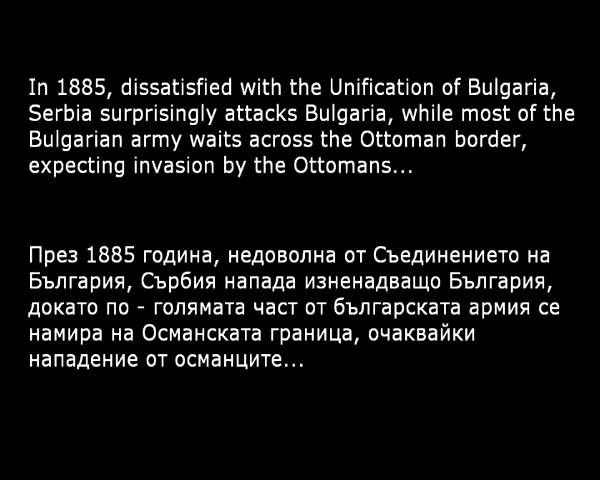 In 1885, dissatisfied with the Unification of Bulgaria,
Serbia surprisingly attacks Bulgaria, while most of the
Bulgarian army waits across the Ottoman border,
expecting invasion by the Ottomans...
През 1885 година, недоволна от Съединението на
България, Сърбия напада изненадващо България,
докато по - голямата част от българската армия се
намира на Османската граница, очаквайки
нападение от османците...